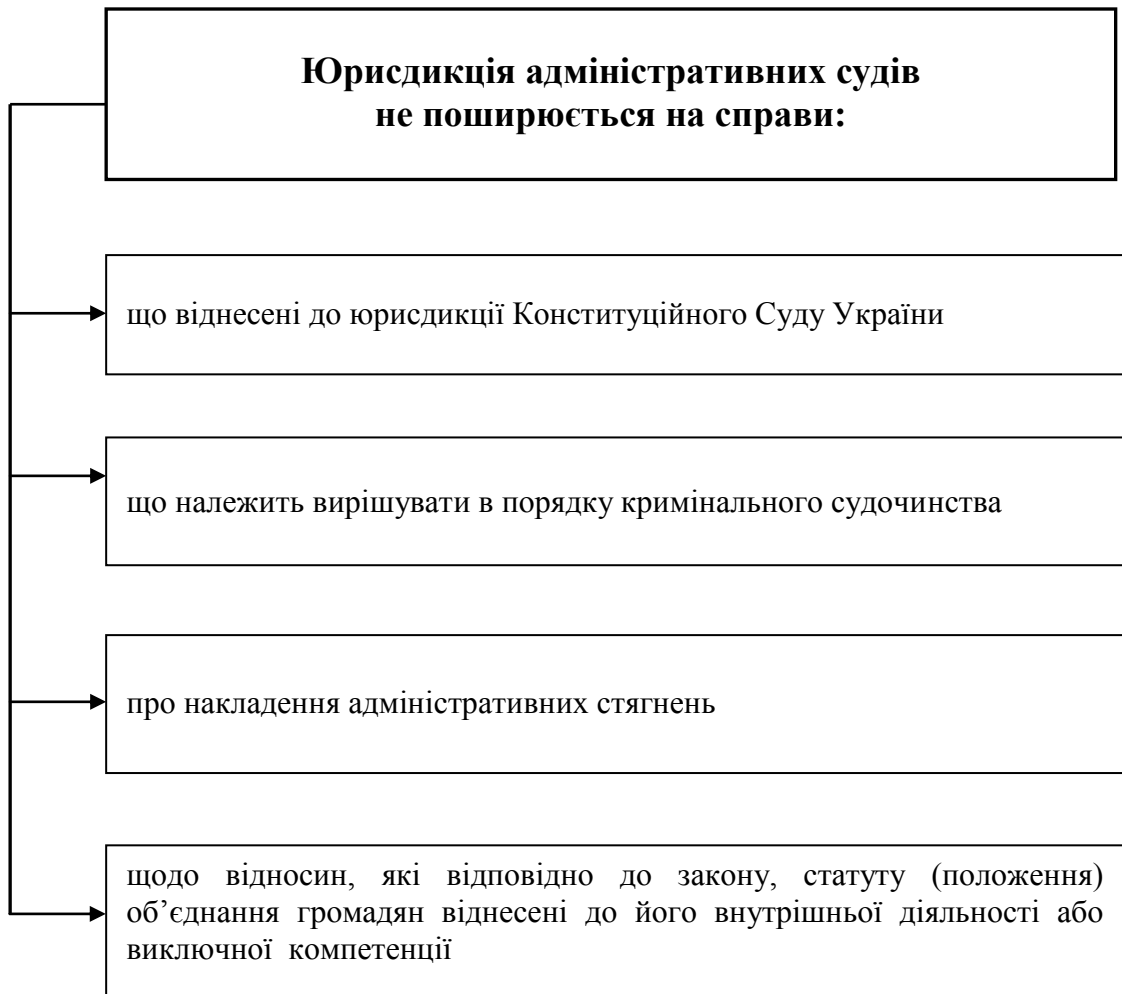 Юрисдикція адміністративних судів
не поширюється на справи:
що віднесені до юрисдикції Конституційного Суду України
що належить вирішувати в порядку кримінального судочинства
про накладення адміністративних стягнень
щодо відносин, які відповідно до закону, статуту (положення)
об’єднання громадян віднесені до його внутрішньої діяльності або
виключної компетенції